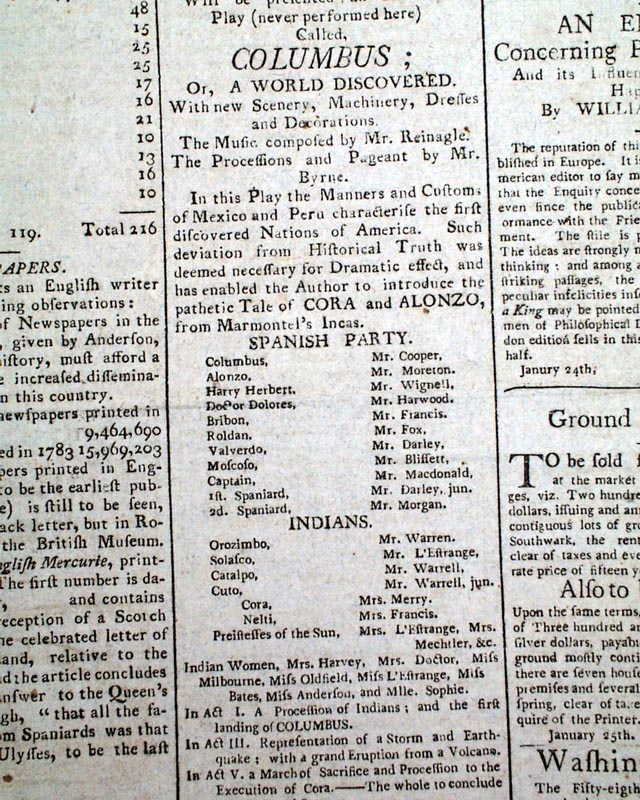 48
15
25
25
17
16
21
10
13
16
10
119. Total 216
APERS.
ts an English writer
ing observations:
of Newspapers in the
, given by Anderson,
history, must afford a
e increased dissemina-
n this country.
newspapers printed in
9,464,690
ed in 1783 15,969,203
pers printed in Eng-
to be the earliest pub-
e) is still to be seen,
ack letter, but in Ro-
the British Museum.
nglish Mercurie, print-
The first number is da-
, and contains
reception of a Scotch
he celebrated letter of
land, relative to the
nd the article concludes
nswer to the Queen's
gh, "that all the fa-
om Spaniards was that
Ulysses, to be the last
Play (never performed here)
Called,
COLUMBUS;
Or, A WORLD DISCOVERED.
With new Scenery, Machinery, Dresses
and Decorations.
The Music composed by Mr. Reinagle.
The Processions and Pageant by Mr.
Byrne.
In this Play the Manners and Customs
of Mexico and Peru characterise the first
discovered Nations of America. Such
deviation from Historical Truth was
deemed necessary for Dramatic effect, and
has enabled the Author to introduce the
pathetic Tale of CORA and ALONZO,
from Marmontel's Incas.
SPANISH PARTY.
Columbus, Mr. Cooper,
Alonzo, Mr. Moreton.
Harry Herbert, Mr. Wignell,
Doctor Dolores, Mr. Harwood.
Bribon, Mr. Francis.
Roldan, Mr. Fox,
Valverdo, Mr. Darley,
Moscoso, Mr. Blissett,
Captain, Mr. Macdonald,
1st. Spaniard, Mr. Darley, jun.
2d. Spaniard, Mr. Morgan.
INDIANS.
Orozimbo, Mr. Warren.
Solasco, Mr. L'Estrange,
Catalpo, Mr. Warrell,
Cuto, Mr. Warrell, jun.
Cora, Mrs. Merry.
Nelti, Mrs. Francis.
Preistesses of the Sun, Mrs. L'Estrange, Mrs.
Mechtler, &c.
Indian Women, Mrs. Harvey, Mrs. Doctor, Miss
Milbourne, Miss Oldfield, Miss L'Estrange, Miss
Bates, Miss Anderson, and Mlle. Sophie.
In Act I. A Procession of Indians; and the first
landing of COLUMBUS.
In Act III. Representation of a Storm and Earth-
quake; with a grand Eruption from a Volcano.
In Act V. a March of Sacrifice and Procession to the
Execution of Cora.——The whole to conclude
AN E
Concerning P
And its Influen
Hap
By WILLIA
The reputation of thi
blished in Europe. It is
merican editor to say m
that the Enquiry conce
even since the public
ormance with the Frie
ment. The stile is p
The ideas are strongly m
thinking; and among a
striking passages, the
peculiar infelicities inse
a King may be pointed
men of Philosophical I
don edition sells in this
half.
Janury 24th,
Ground
TO be sold f
at the market
ges, viz. Two hundre
dollars, issuing and an
contiguous lots of gro
Southwark, the rent
clear of taxes and eve
rate price of fifteen y
Also to
Upon the same terms,
of Three hundred an
silver dollars, payab
ground mostly conti
there are seven hous
premises and severa
spring, clear of taxe
quire of the Printer.
January 25th.
Washin
The Fifty-eigh